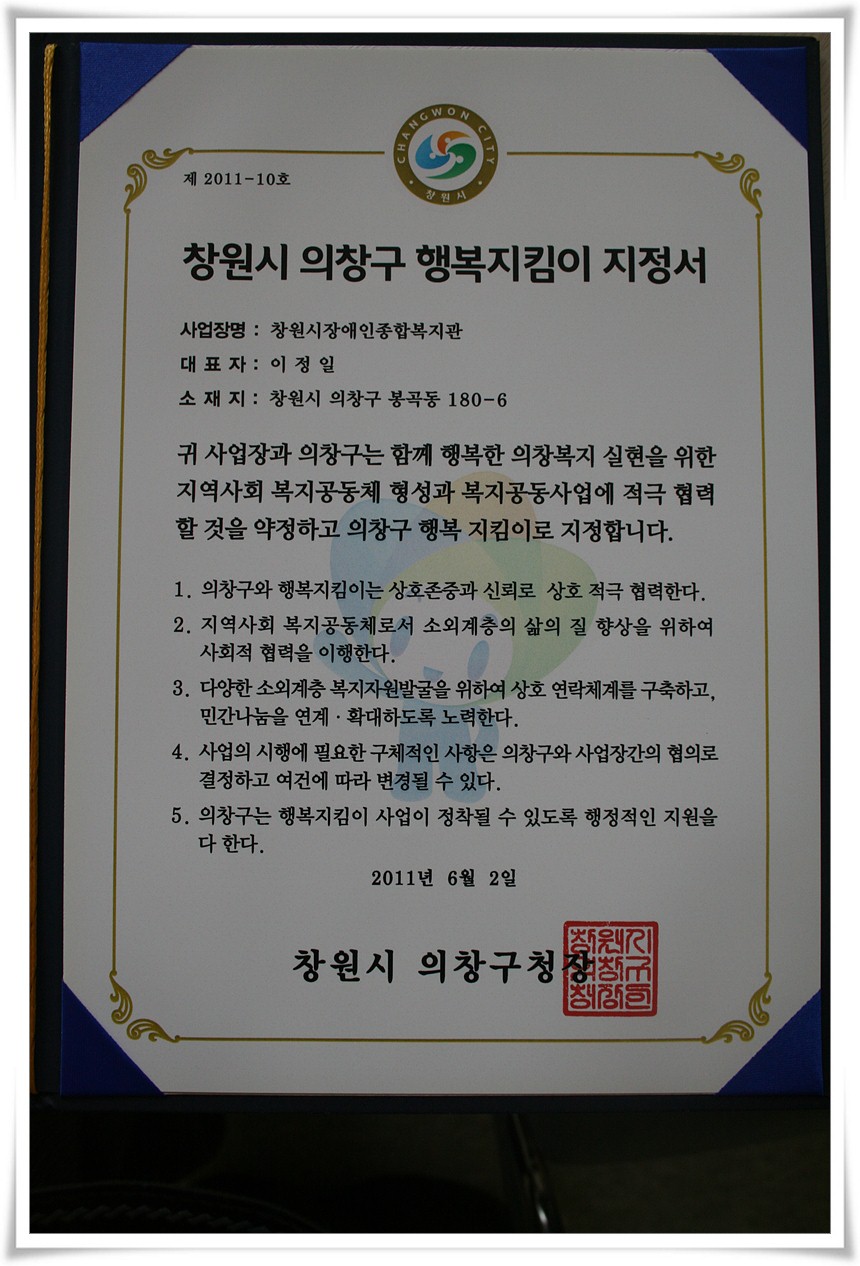 CHANGWON CITY
창원시
제 2011-10호
창원시 의창구 행복지킴이 지정서
사업장명 : 창원시장애인종합복지관
대 표 자 : 이 정 일
소 재 지 : 창원시 의창구 봉곡동 180-6
귀 사업장과 의창구는 함께 행복한 의창복지 실현을 위한
지역사회 복지공동체 형성과 복지공동사업에 적극 협력
할 것을 약정하고 의창구 행복 지킴이로 지정합니다.
1. 의창구와 행복지킴이는 상호존중과 신뢰로 상호 적극 협력한다.
2. 지역사회 복지공동체로서 소외계층의 삶의 질 향상을 위하여
사회적 협력을 이행한다.
3. 다양한 소외계층 복지자원발굴을 위하여 상호 연락체계를 구축하고,
민간나눔을 연계 · 확대하도록 노력한다.
4. 사업의 시행에 필요한 구체적인 사항은 의창구와 사업장간의 협의로
결정하고 여건에 따라 변경될 수 있다.
5. 의창구는 행복지킴이 사업이 정착될 수 있도록 행정적인 지원을
다 한다.
2011년 6월 2일
창원시 의창구청장